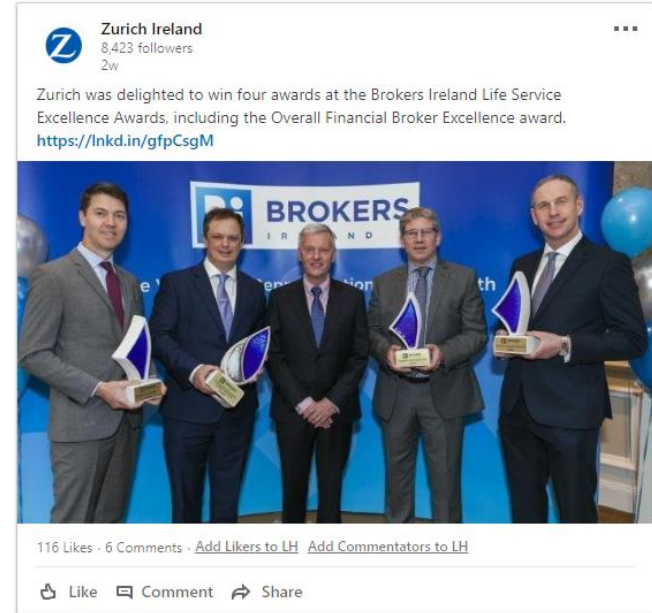 Zurich Ireland
8,423 followers
2w
Zurich was delighted to win four awards at the Brokers Ireland Life Service
Excellence Awards, including the Overall Financial Broker Excellence award.
https://lnkd.in/gfpCsgM
Bi BROKERS
IRELAND
116 Likes · 6 Comments · Add Likers to LH Add Commentators to LH
Like Comment Share